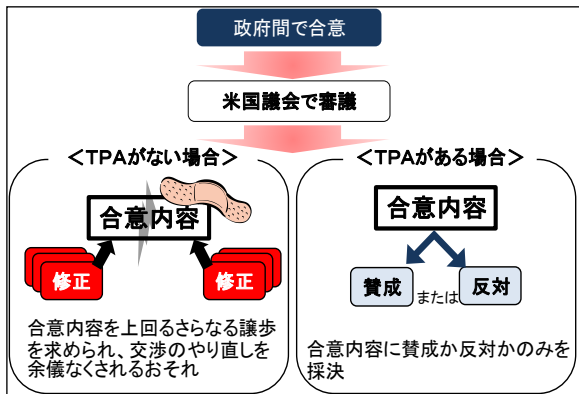 政府間で合意
米国議会で審議
＜TPAがない場合＞
合意内容
修正
修正
合意内容を上回るさらなる譲歩
を求められ、交渉のやり直しを
余儀なくされるおそれ
＜TPAがある場合＞
合意内容
賛成 または 反対
合意内容に賛成か反対かのみを
採決